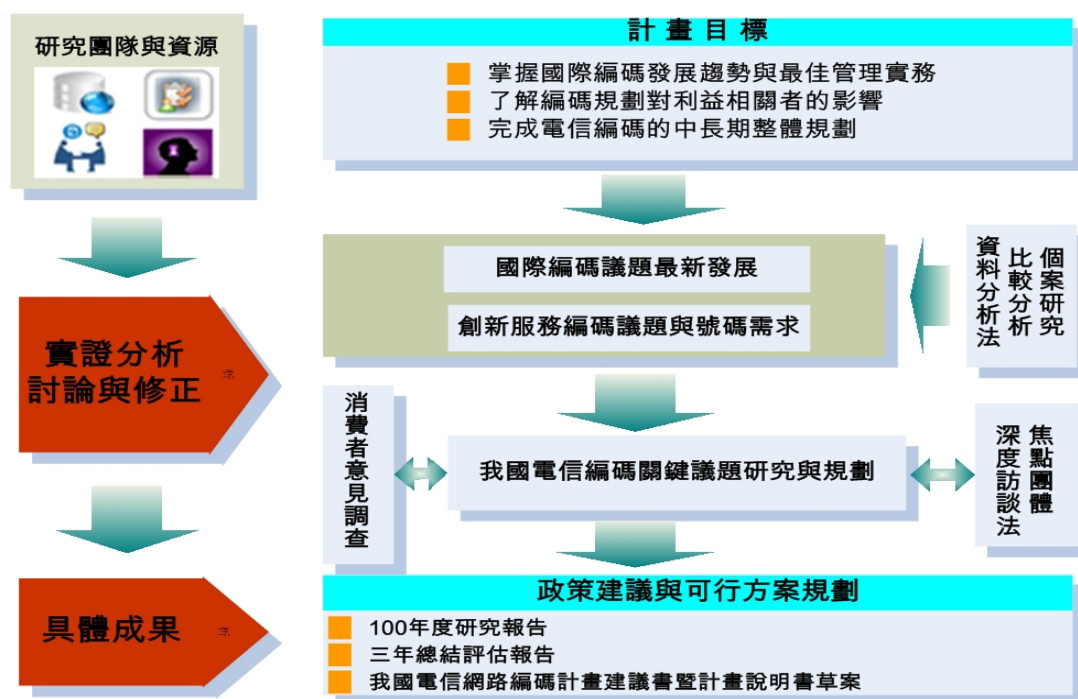 研究團隊與資源
實證分析
討論與修正
析
具體成果
析
計畫目標
掌握國際編碼發展趨勢與最佳管理實務
了解編碼規劃對利益相關者的影響
完成電信編碼的中長期整體規劃
國際編碼議題最新發展
創新服務編碼議題與號碼需求
個案研究
比較分析
資料分析法
消費者意見調查
我國電信編碼關鍵議題研究與規劃
焦點團體
深度訪談法
政策建議與可行方案規劃
100年度研究報告
三年總結評估報告
我國電信網路編碼計畫建議書暨計畫說明書草案